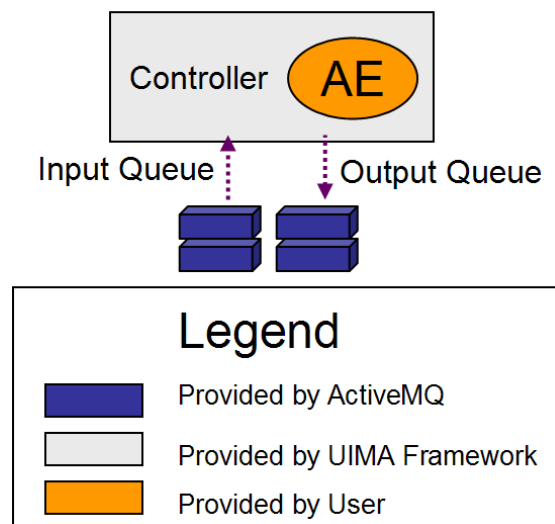 Controller
AE
Input Queue
Output Queue
Legend
Provided by ActiveMQ
Provided by UIMA Framework
Provided by User